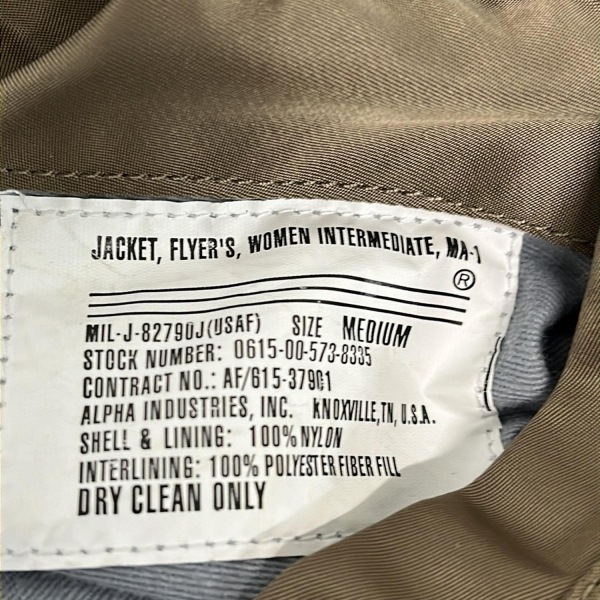 JACKET, FLYER'S, WOMEN INTERMEDIATE, MA-1
®
MIL-J-82790J(USAF) SIZE MEDIUM
STOCK NUMBER: 0615-00-573-8335
CONTRACT NO.: AF/615-37901
ALPHA INDUSTRIES, INC. KNOXVILLE,TN, U.S.A.
SHELL & LINING: 100% NYLON
INTERLINING: 100% POLYESTER FIBER FILL
DRY CLEAN ONLY